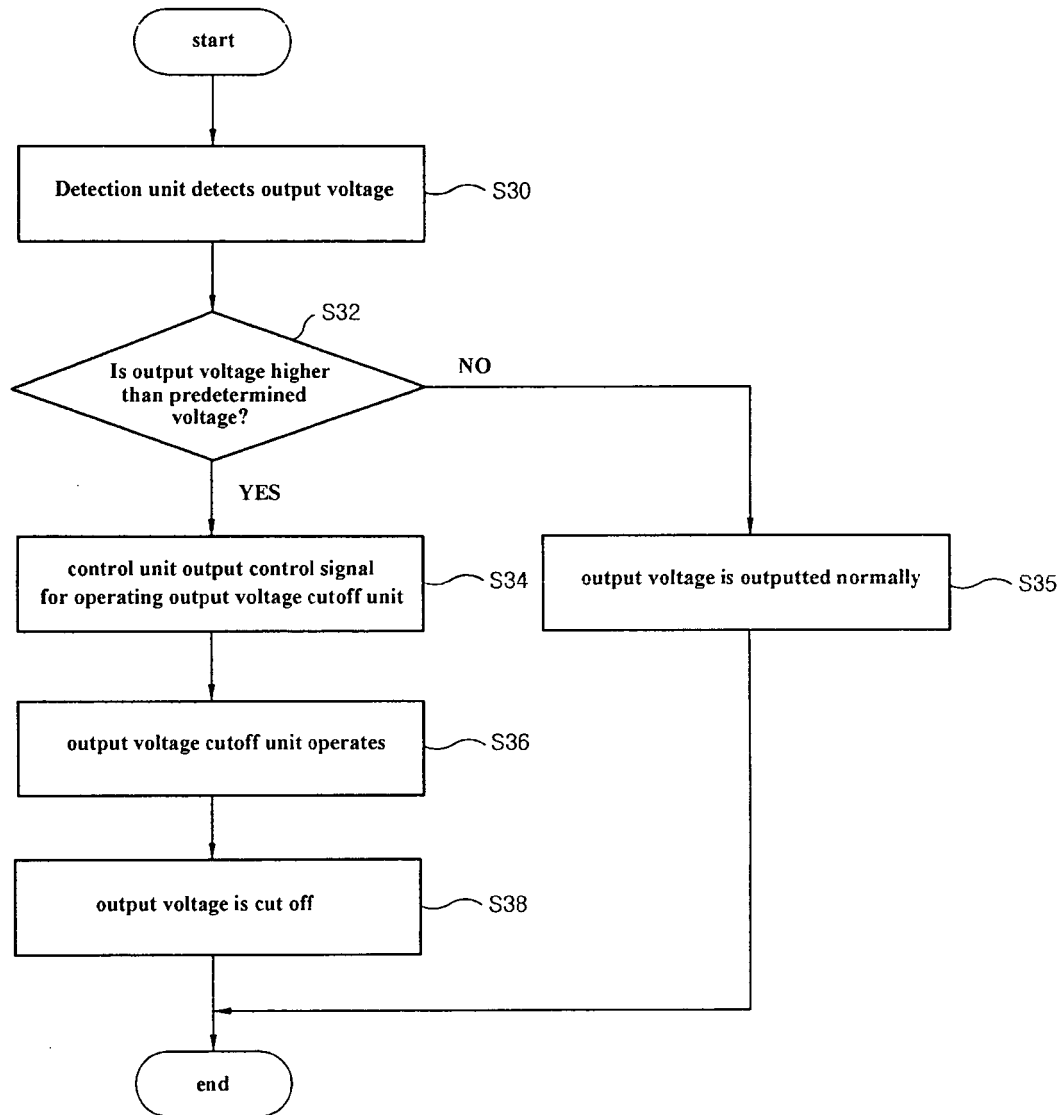 start
Detection unit detects output voltage
S30
S32
Is output voltage higher
than predetermined
voltage?
NO
YES
control unit output control signal
for operating output voltage cutoff unit
S34
output voltage is outputted normally
S35
output voltage cutoff unit operates
S36
output voltage is cut off
S38
end